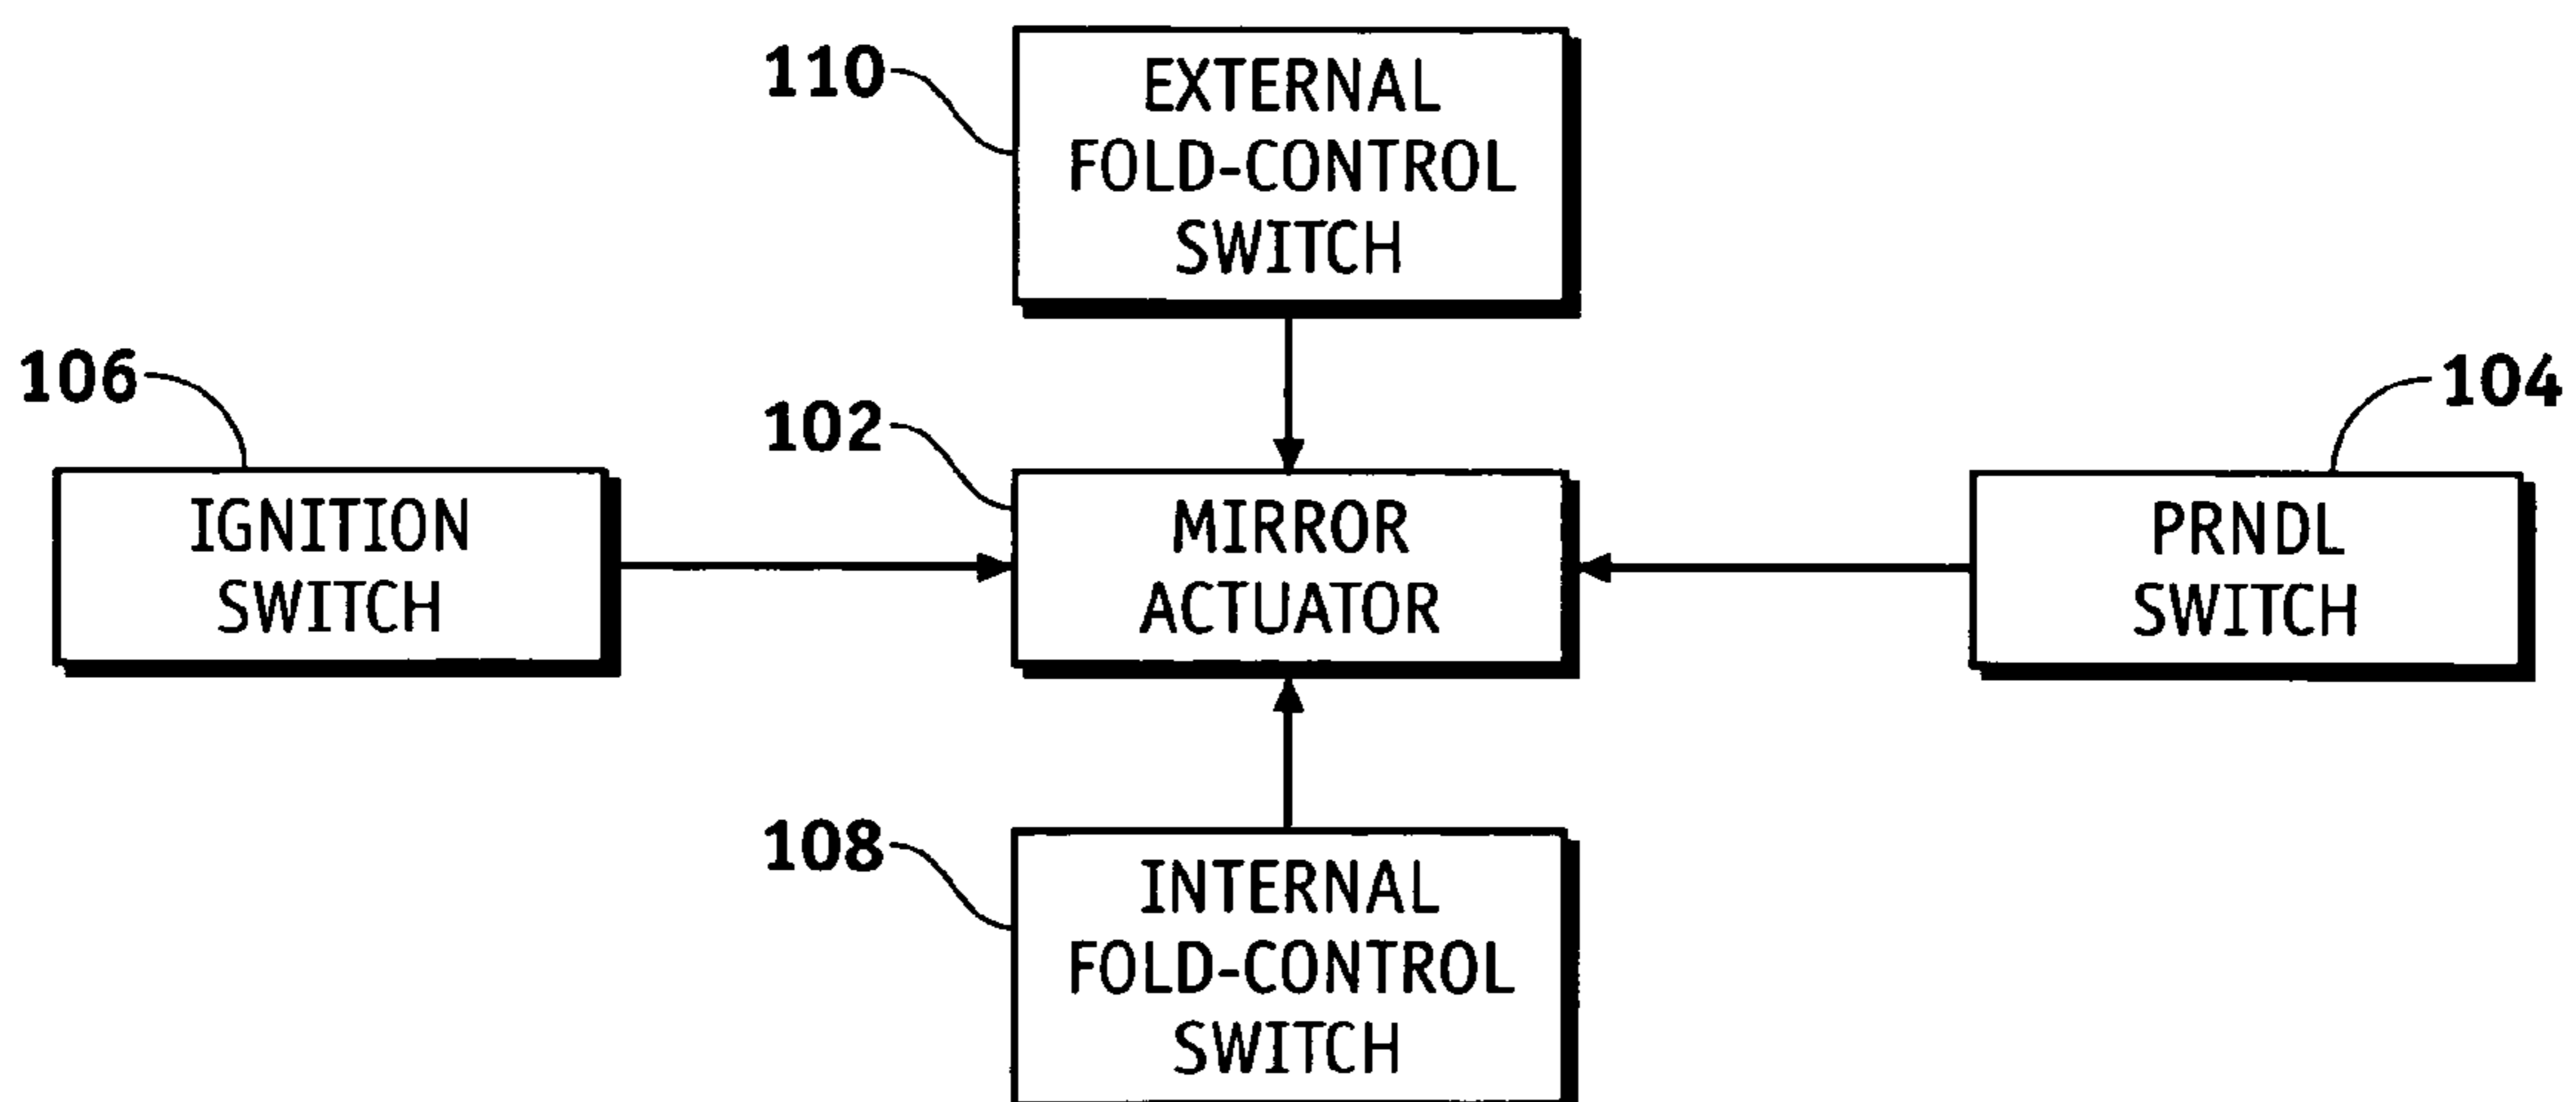 110
EXTERNAL
FOLD-CONTROL
SWITCH
106
102
104
IGNITION
SWITCH
MIRROR
ACTUATOR
PRNDL
SWITCH
108
INTERNAL
FOLD-CONTROL
SWITCH